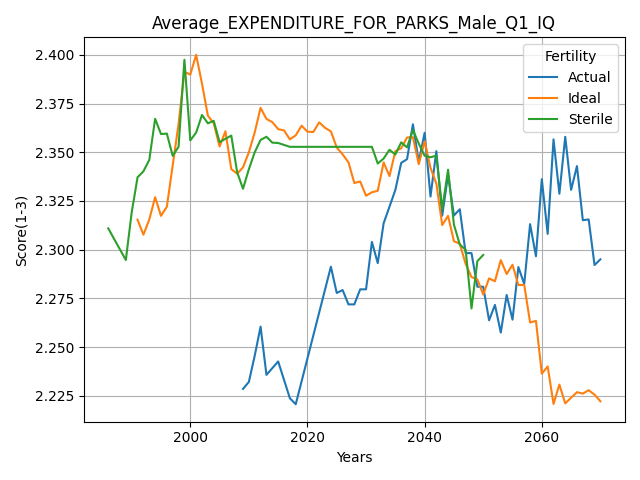 Average_EXPENDITURE_FOR_PARKS_Male_Q1_IQ
Fertility
Actual
Ideal
Sterile
Score(1-3)
2.400
2.375
2.350
2.325
2.300
2.275
2.250
2.225
2000
2020
2040
2060
Years